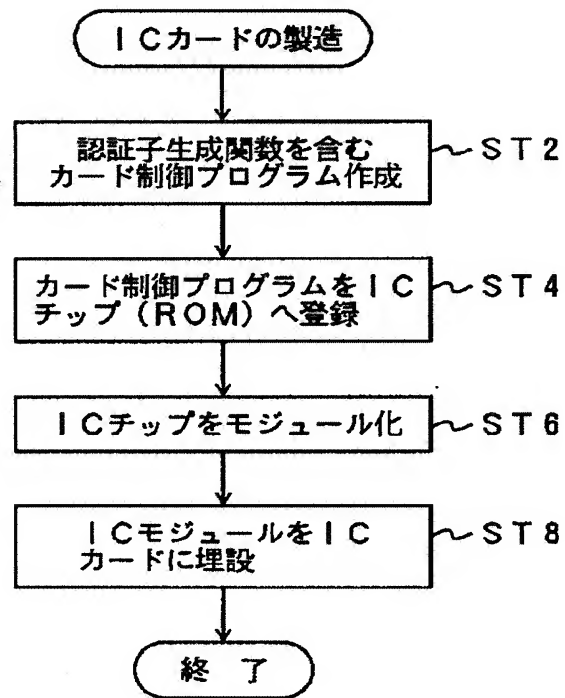 ICカードの製造
認証子生成関数を含む
カード制御プログラム作成
～ST2
カード制御プログラムをIC
チップ(ROM)へ登録
～ST4
ICチップをモジュール化
～ST6
ICモジュールをIC
カードに埋設
～ST8
終 了